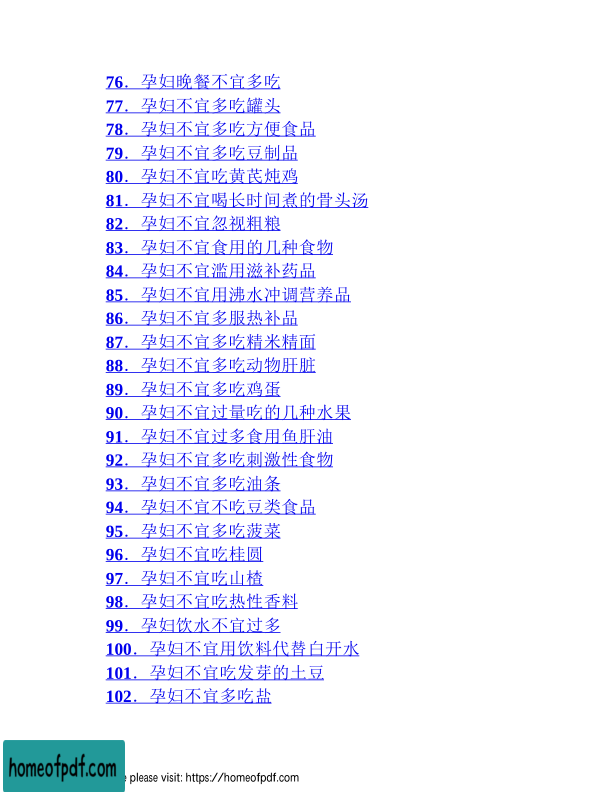 76．孕妇晚餐不宜多吃
77．孕妇不宜多吃罐头
78．孕妇不宜多吃方便食品
79．孕妇不宜多吃豆制品
80．孕妇不宜吃黄芪炖鸡
81．孕妇不宜喝长时间煮的骨头汤
82．孕妇不宜忽视粗粮
83．孕妇不宜食用的几种食物
84．孕妇不宜滥用滋补药品
85．孕妇不宜用沸水冲调营养品
86．孕妇不宜多服热补品
87．孕妇不宜多吃精米精面
88．孕妇不宜多吃动物肝脏
89．孕妇不宜多吃鸡蛋
90．孕妇不宜过量吃的几种水果
91．孕妇不宜过多食用鱼肝油
92．孕妇不宜多吃刺激性食物
93．孕妇不宜多吃油条
94．孕妇不宜不吃豆类食品
95．孕妇不宜多吃菠菜
96．孕妇不宜吃桂圆
97．孕妇不宜吃山楂
98．孕妇不宜吃热性香料
99．孕妇饮水不宜过多
100．孕妇不宜用饮料代替白开水
101．孕妇不宜吃发芽的土豆
102．孕妇不宜多吃盐
homeofpdf.com
please visit: https://homeofpdf.com